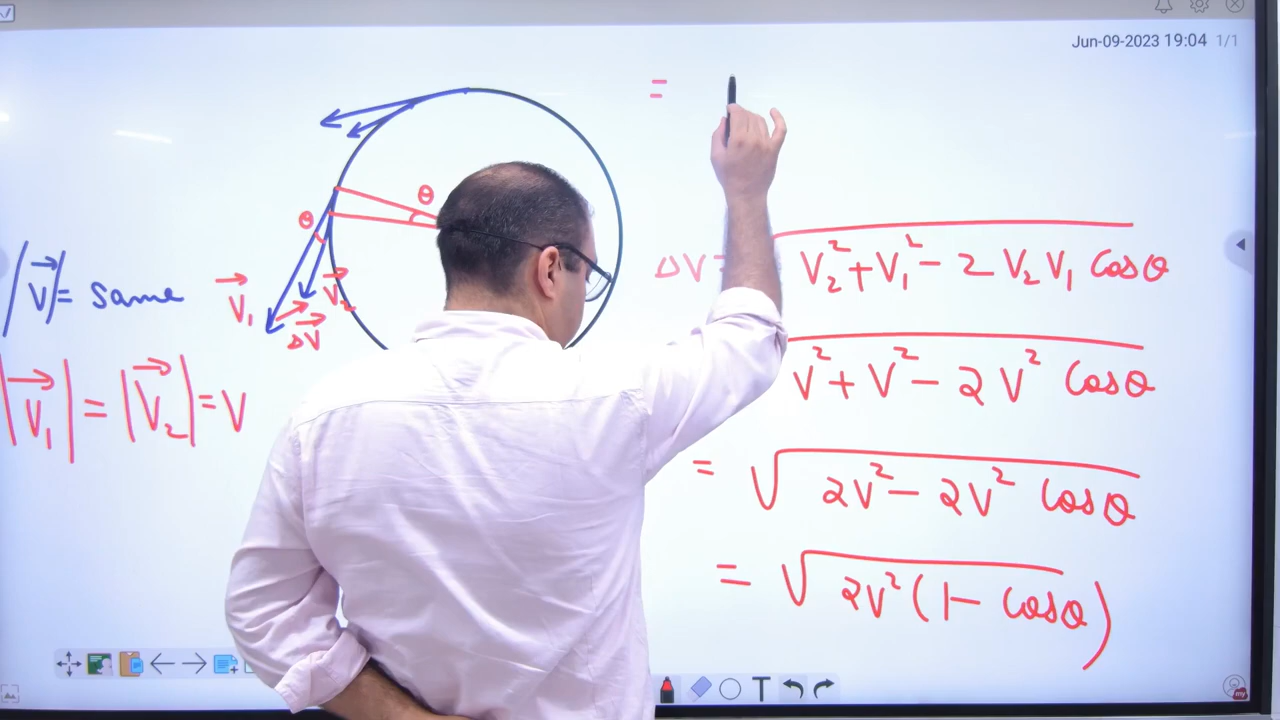 Jun-09-2023 19:04 1/1
=
θ
θ
|V⃗| = same
V⃗₁
V⃗₂
ΔV⃗
|V⃗₁| = |V⃗₂| = V
ΔV = √V₂² + V₁² - 2 V₂ V₁ Cosθ
√V² + V² - 2 V² Cosθ
= √2V² - 2V² Cosθ
= √2V² (1 - Cosθ)
T